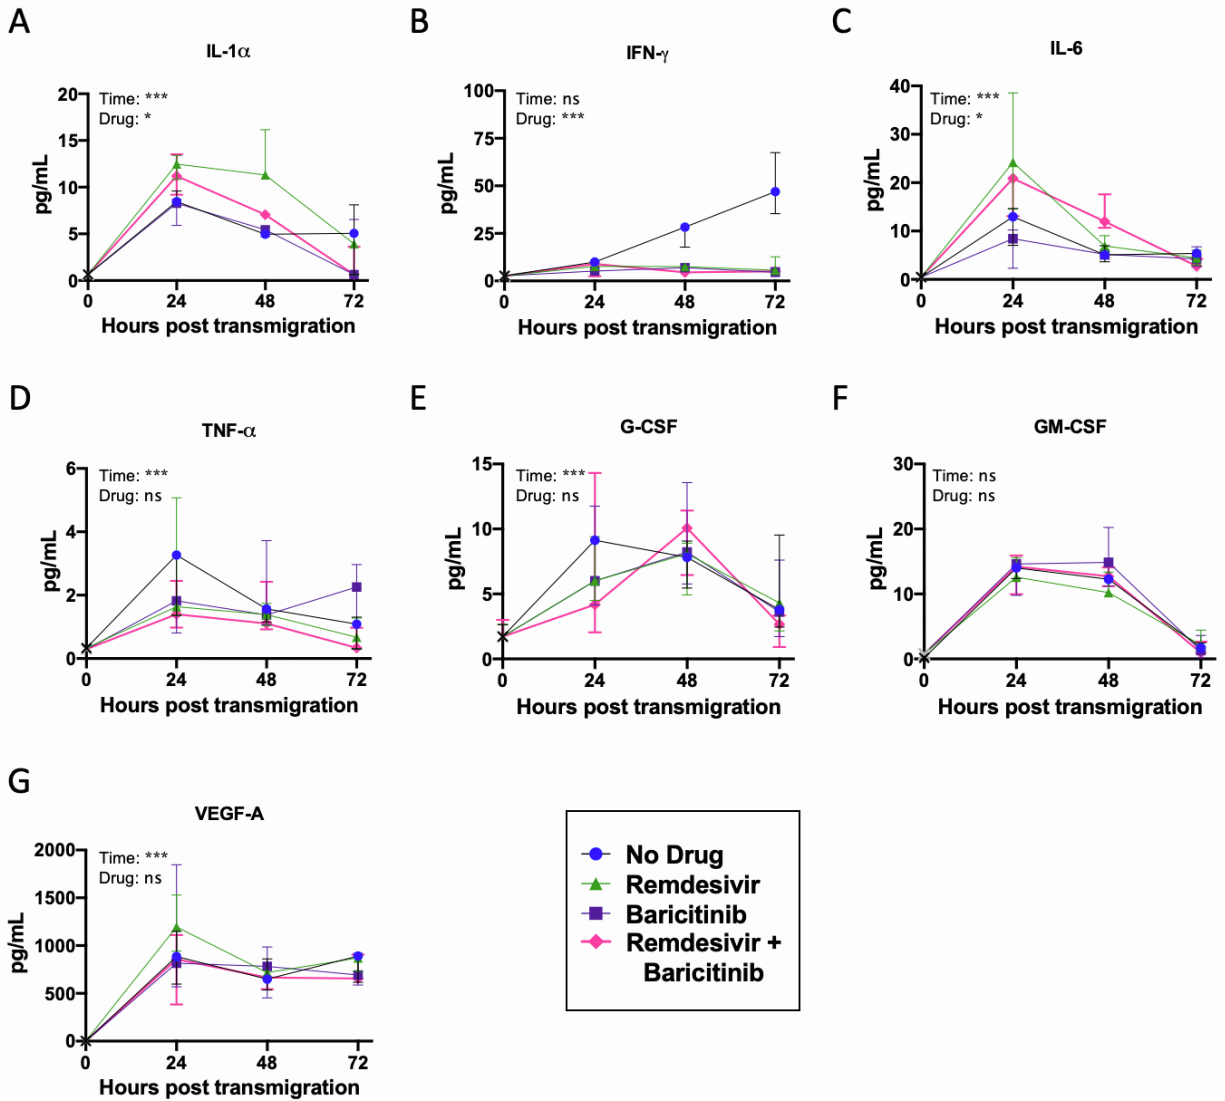 A
IL-1α
Time: ***
Drug: *
pg/mL
20
15
10
5
0
0 24 48 72
Hours post transmigration
B
IFN-γ
Time: ns
Drug: ***
pg/mL
100
75
50
25
0
0 24 48 72
Hours post transmigration
C
IL-6
Time: ***
Drug: *
pg/mL
40
30
20
10
0
0 24 48 72
Hours post transmigration
D
TNF-α
Time: ***
Drug: ns
pg/mL
6
4
2
0
0 24 48 72
Hours post transmigration
E
G-CSF
Time: ***
Drug: ns
pg/mL
15
10
5
0
0 24 48 72
Hours post transmigration
F
GM-CSF
Time: ns
Drug: ns
pg/mL
30
20
10
0
0 24 48 72
Hours post transmigration
G
VEGF-A
Time: ***
Drug: ns
pg/mL
2000
1500
1000
500
0
0 24 48 72
Hours post transmigration
No Drug
Remdesivir
Baricitinib
Remdesivir +
Baricitinib